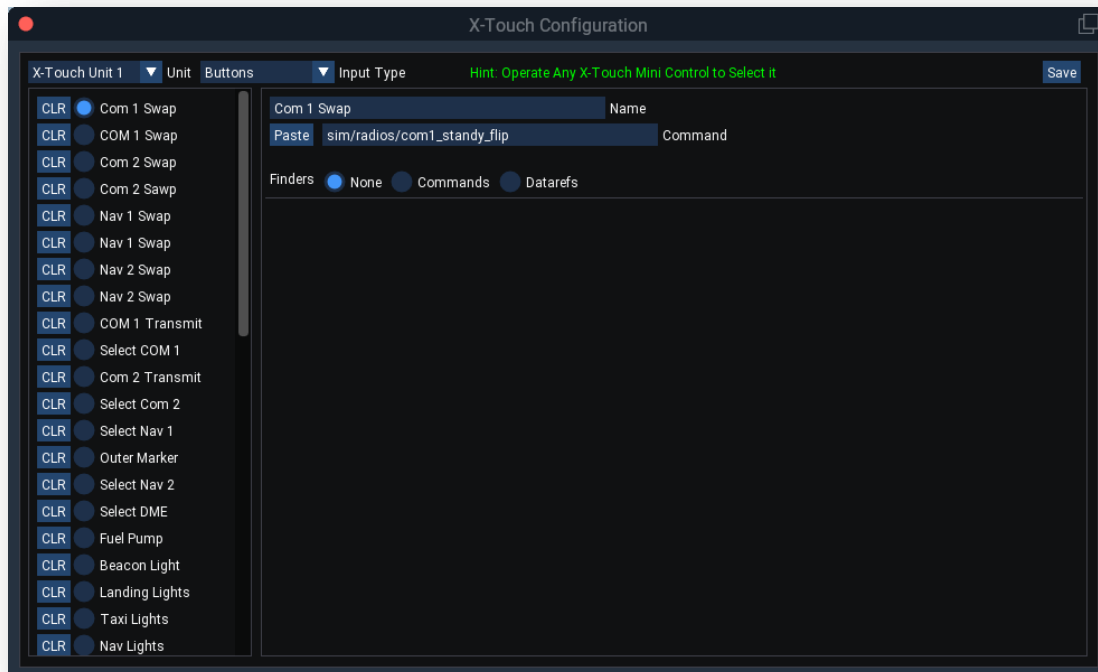 X-Touch Configuration
X-Touch Unit 1 Unit Buttons Input Type Hint: Operate Any X-Touch Mini Control to Select it Save
CLR Com 1 Swap
CLR COM 1 Swap
CLR Com 2 Swap
CLR Com 2 Sawp
CLR Nav 1 Swap
CLR Nav 1 Swap
CLR Nav 2 Swap
CLR Nav 2 Swap
CLR COM 1 Transmit
CLR Select COM 1
CLR Com 2 Transmit
CLR Select Com 2
CLR Select Nav 1
CLR Outer Marker
CLR Select Nav 2
CLR Select DME
CLR Fuel Pump
CLR Beacon Light
CLR Landing Lights
CLR Taxi Lights
CLR Nav Lights
Com 1 Swap Name
Paste sim/radios/com1_standy_flip Command
Finders None Commands Datarefs